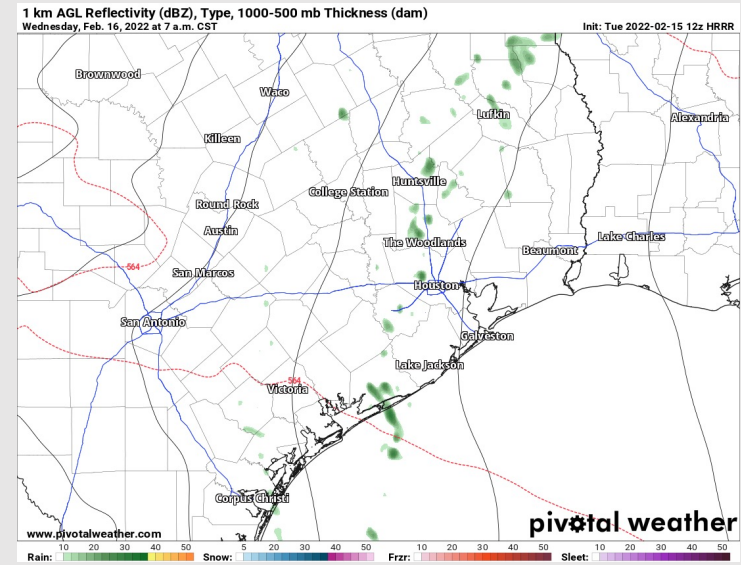 1 km AGL Reflectivity (dBZ), Type, 1000-500 mb Thickness (dam)
Wednesday, Feb. 16, 2022 at 7 a.m. CST
Init: Tue 2022-02-15 12z HRRR
Brownwood
Waco
Lufkin
Alexandria
Killeen
Huntsville
College Station
Round Rock
Austin
The Woodlands
Lake Charles
Beaumont
564
San Marcos
Houston
San Antonio
Galveston
Lake Jackson
564
Victoria
Corpus Christi
pivotal weather
www.pivotalweather.com
Rain: 10 20 30 40 50 Snow: 5 10 20 30 40 50 Frzr: 10 20 30 40 50 Sleet: 10 20 30 40 50